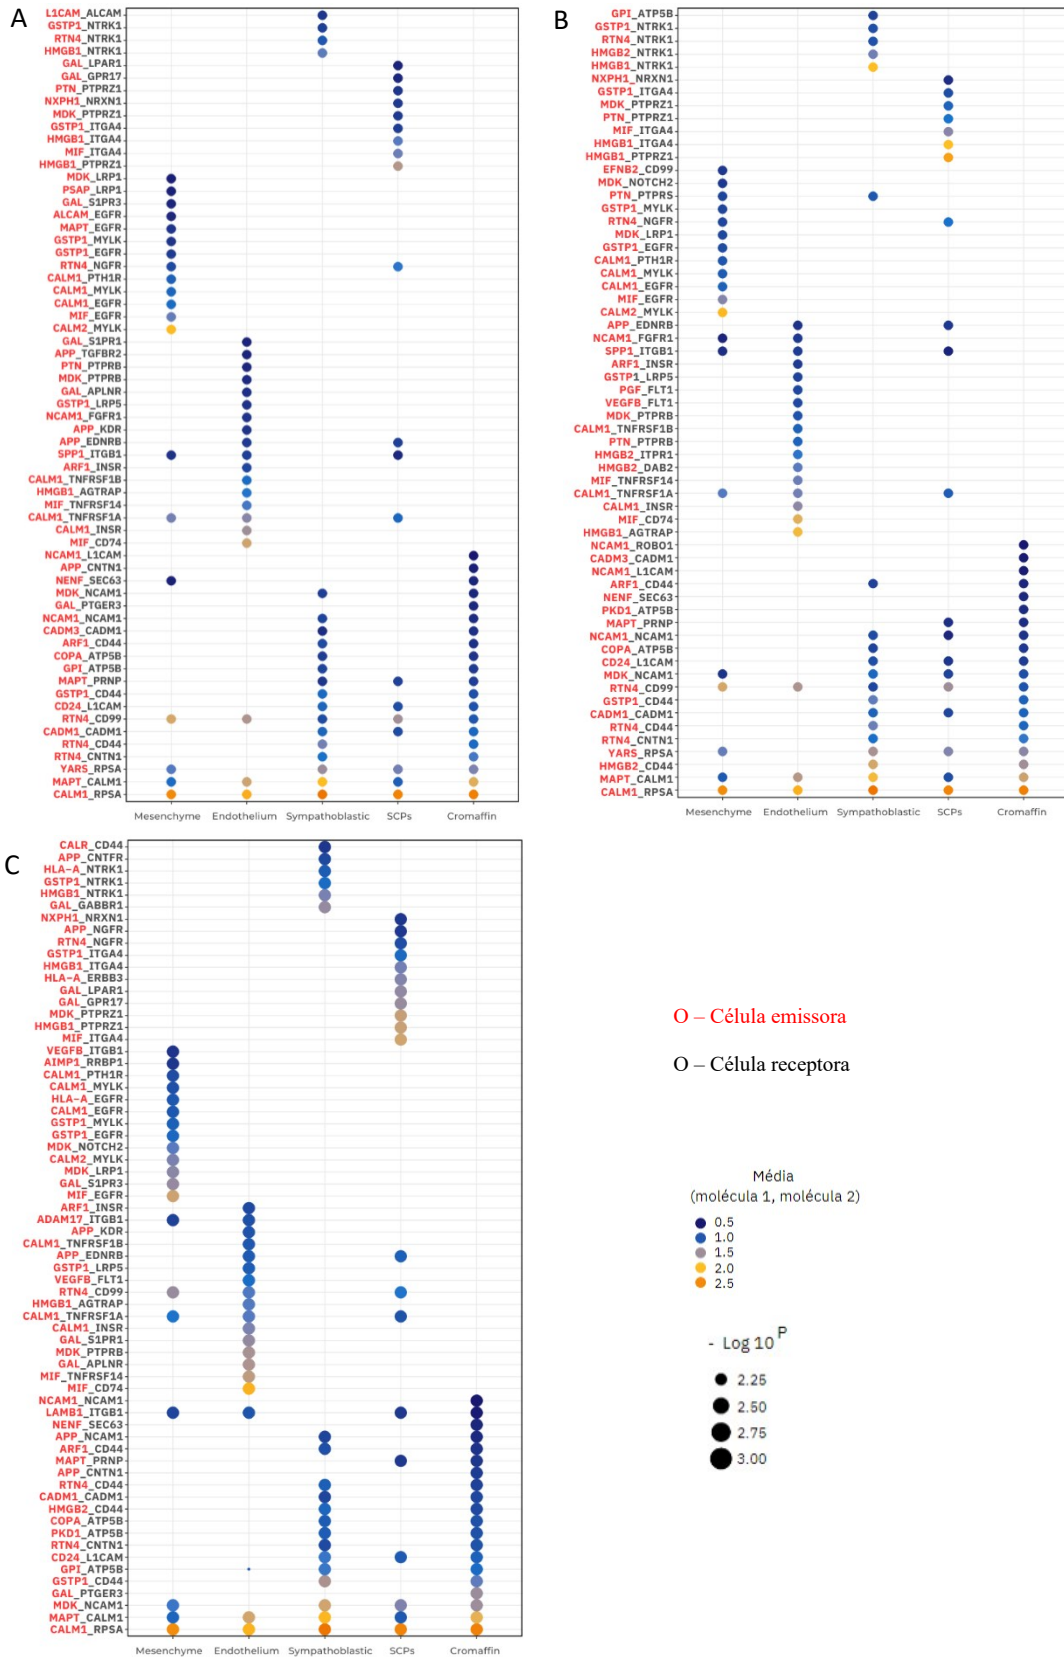 A
L1CAM_ALCAM
GSTP1_NTRK1
RTN4_NTRK1
HMGB1_NTRK1
GAL_LPAR1
GAL_GPR17
PTN_PTPRZ1
NXPH1_NRXN1
MDK_PTPRZ1
GSTP1_ITGA4
HMGB1_ITGA4
MIF_ITGA4
HMGB1_PTPRZ1
MDK_LRP1
PSAP_LRP1
GAL_S1PR3
ALCAM_EGFR
MAPT_EGFR
GSTP1_MYLK
GSTP1_EGFR
RTN4_NGFR
CALM1_PTH1R
CALM1_MYLK
CALM1_EGFR
MIF_EGFR
CALM2_MYLK
GAL_S1PR1
APP_TGFBR2
PTN_PTPRB
MDK_PTPRB
GAL_APLNR
GSTP1_LRP5
NCAM1_FGFR1
APP_KDR
APP_EDNRB
SPP1_ITGB1
ARF1_INSR
CALM1_TNFRSF1B
HMGB1_AGTRAP
MIF_TNFRSF14
CALM1_TNFRSF1A
CALM1_INSR
MIF_CD74
NCAM1_L1CAM
APP_CNTN1
NENF_SEC63
MDK_NCAM1
GAL_PTGER3
NCAM1_NCAM1
CADM3_CADM1
ARF1_CD44
COPA_ATP5B
GPI_ATP5B
MAPT_PRNP
GSTP1_CD44
CD24_L1CAM
RTN4_CD99
CADM1_CADM1
RTN4_CD44
RTN4_CNTN1
YARS_RPSA
MAPT_CALM1
CALM1_RPSA
Mesenchyme Endothelium Sympathoblastic SCPs Cromaffin
B
GPI_ATP5B
GSTP1_NTRK1
RTN4_NTRK1
HMGB2_NTRK1
HMGB1_NTRK1
NXPH1_NRXN1
GSTP1_ITGA4
MDK_PTPRZ1
PTN_PTPRZ1
MIF_ITGA4
HMGB1_ITGA4
HMGB1_PTPRZ1
EFNB2_CD99
MDK_NOTCH2
PTN_PTPRS
GSTP1_MYLK
RTN4_NGFR
MDK_LRP1
GSTP1_EGFR
CALM1_PTH1R
CALM1_MYLK
CALM1_EGFR
MIF_EGFR
CALM2_MYLK
APP_EDNRB
NCAM1_FGFR1
SPP1_ITGB1
ARF1_INSR
GSTP1_LRP5
PGF_FLT1
VEGFB_FLT1
MDK_PTPRB
CALM1_TNFRSF1B
PTN_PTPRB
HMGB2_ITPR1
HMGB2_DAB2
MIF_TNFRSF14
CALM1_TNFRSF1A
CALM1_INSR
MIF_CD74
HMGB1_AGTRAP
NCAM1_ROBO1
CADM3_CADM1
NCAM1_L1CAM
ARF1_CD44
NENF_SEC63
PKD1_ATP5B
MAPT_PRNP
NCAM1_NCAM1
COPA_ATP5B
CD24_L1CAM
MDK_NCAM1
RTN4_CD99
GSTP1_CD44
CADM1_CADM1
RTN4_CD44
RTN4_CNTN1
YARS_RPSA
HMGB2_CD44
MAPT_CALM1
CALM1_RPSA
Mesenchyme Endothelium Sympathoblastic SCPs Cromaffin
C
CALR_CD44
APP_CNTFR
HLA-A_NTRK1
GSTP1_NTRK1
HMGB1_NTRK1
GAL_GABBR1
NXPH1_NRXN1
APP_NGFR
RTN4_NGFR
GSTP1_ITGA4
HMGB1_ITGA4
HLA-A_ERBB3
GAL_LPAR1
GAL_GPR17
MDK_PTPRZ1
HMGB1_PTPRZ1
MIF_ITGA4
VEGFB_ITGB1
AIMP1_RRBP1
CALM1_PTH1R
CALM1_MYLK
HLA-A_EGFR
CALM1_EGFR
GSTP1_MYLK
GSTP1_EGFR
MDK_NOTCH2
CALM2_MYLK
MDK_LRP1
GAL_S1PR3
MIF_EGFR
ARF1_INSR
ADAM17_ITGB1
APP_KDR
CALM1_TNFRSF1B
APP_EDNRB
GSTP1_LRP5
VEGFB_FLT1
RTN4_CD99
HMGB1_AGTRAP
CALM1_TNFRSF1A
CALM1_INSR
GAL_S1PR1
MDK_PTPRB
GAL_APLNR
MIF_TNFRSF14
MIF_CD74
NCAM1_NCAM1
LAMB1_ITGB1
NENF_SEC63
APP_NCAM1
ARF1_CD44
MAPT_PRNP
APP_CNTN1
RTN4_CD44
CADM1_CADM1
HMGB2_CD44
COPA_ATP5B
PKD1_ATP5B
RTN4_CNTN1
CD24_L1CAM
GPI_ATP5B
GSTP1_CD44
GAL_PTGER3
MDK_NCAM1
MAPT_CALM1
CALM1_RPSA
Mesenchyme Endothelium Sympathoblastic SCPs Cromaffin
O – Célula emissora
O – Célula receptora
Média
(molécula 1, molécula 2)
0.5
1.0
1.5
2.0
2.5
- Log 10 P
2.25
2.50
2.75
3.00